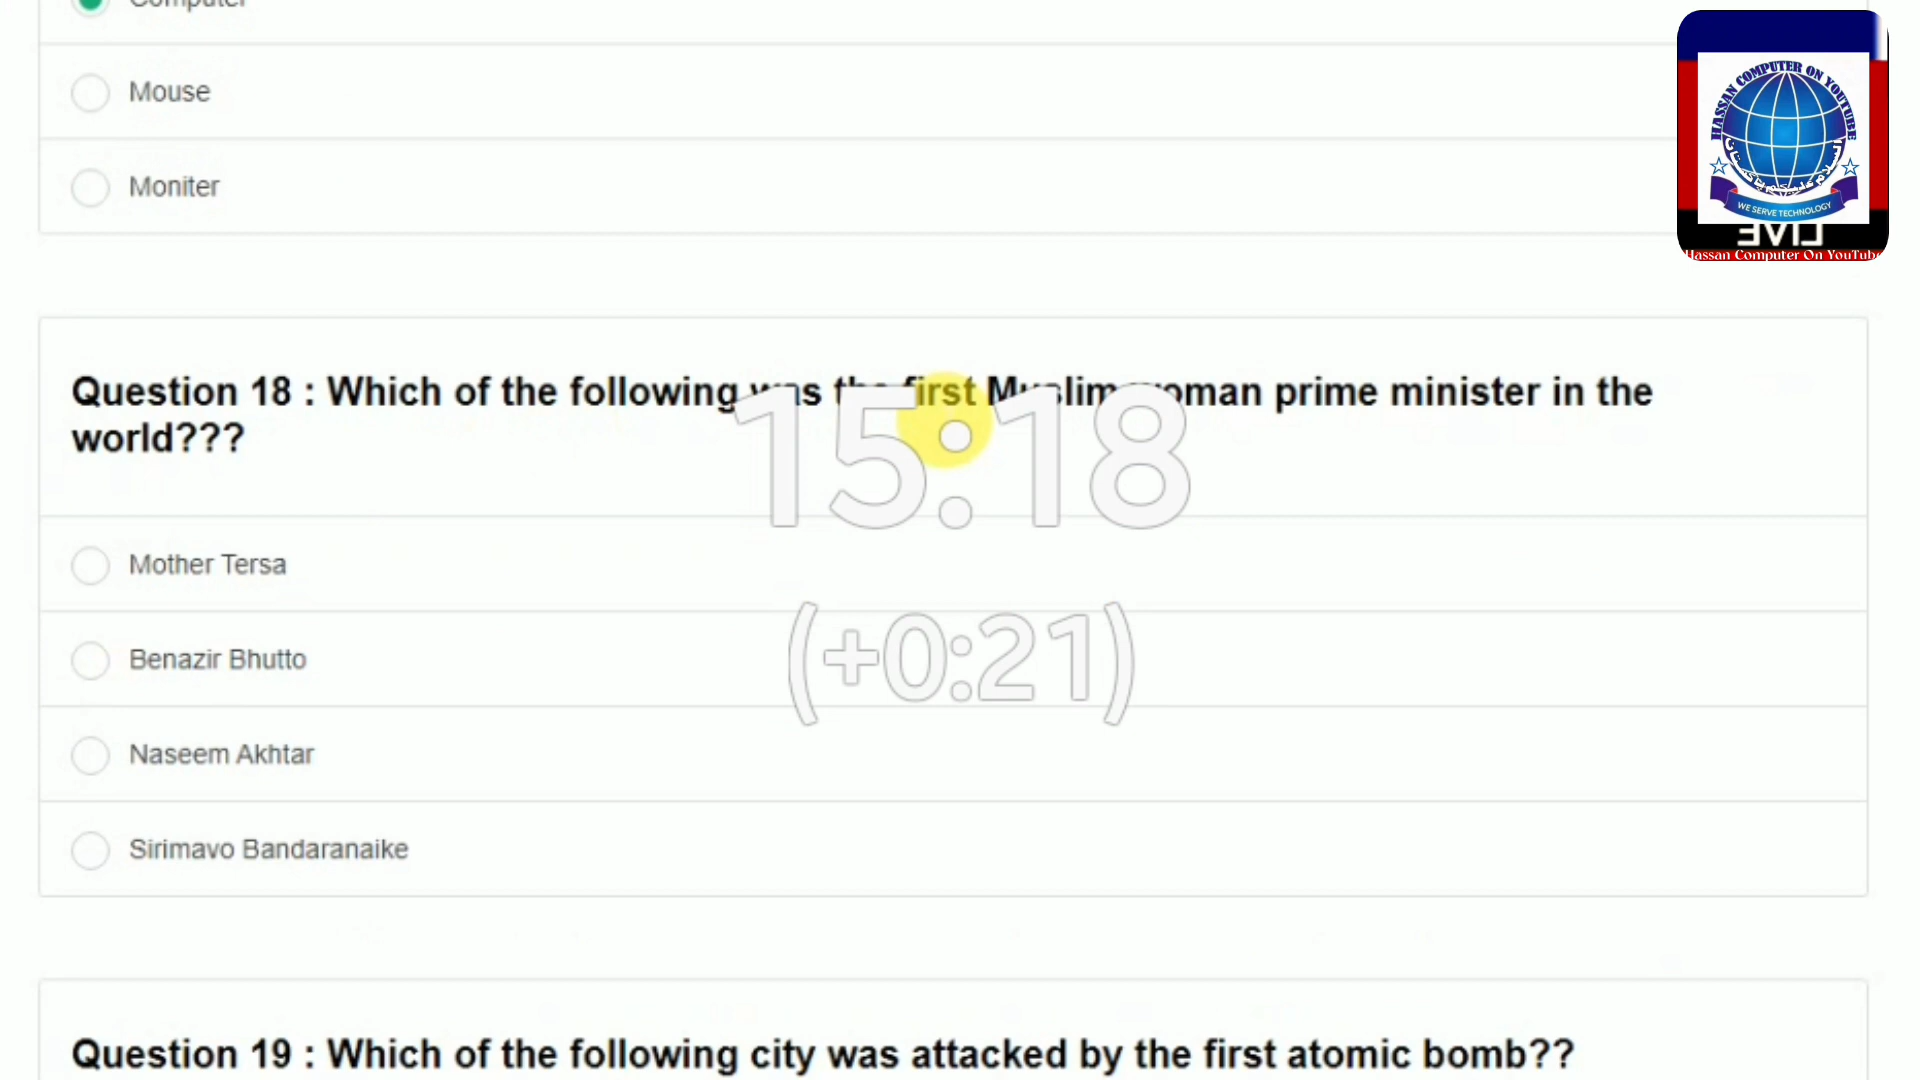 Computer
Mouse
Moniter
HASSAN COMPUTER ON YOUTUBE
WE SERVE TECHNOLOGY
LIVE
Hassan Computer On YouTube
Question 18 : Which of the following was the first Muslim woman prime minister in the
world???
15:18
Mother Tersa
(+0:21)
Benazir Bhutto
Naseem Akhtar
Sirimavo Bandaranaike
Question 19 : Which of the following city was attacked by the first atomic bomb??